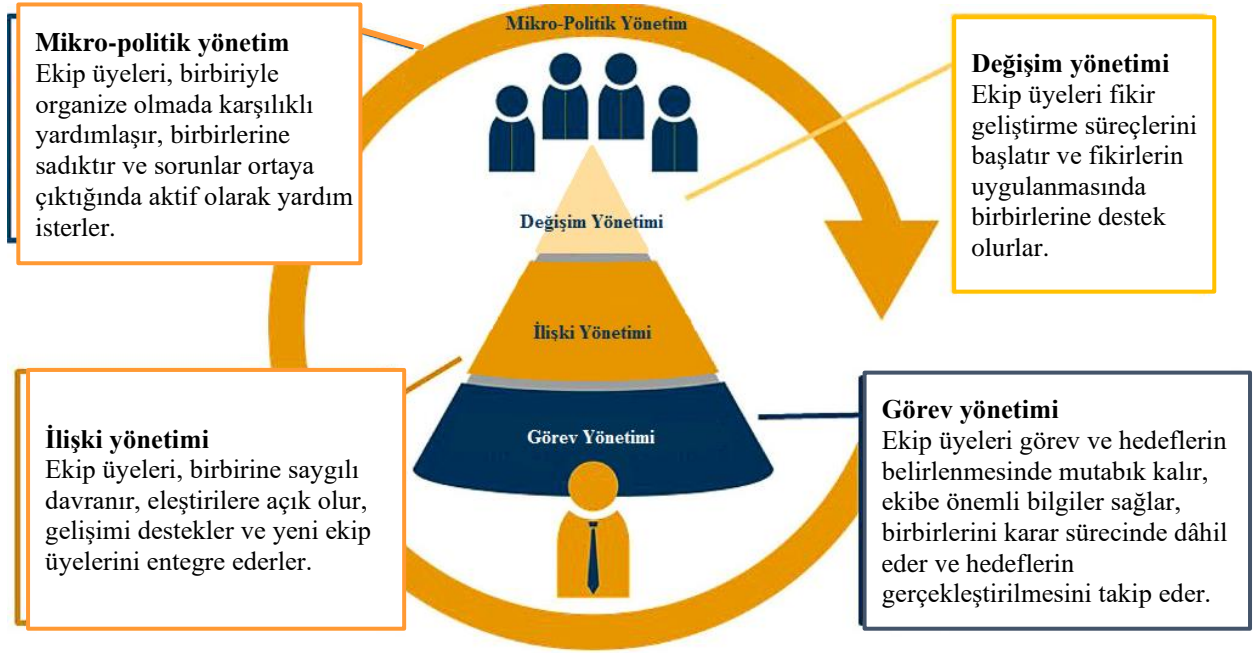 Mikro-politik yönetim
Ekip üyeleri, birbiriyle
organize olmada karşılıklı
yardımlaşır, birbirlerine
sadıktır ve sorunlar ortaya
çıktığında aktif olarak yardım
isterler.
Mikro-Politik Yönetim
Değişim yönetimi
Ekip üyeleri fikir
geliştirme süreçlerini
başlatır ve fikirlerin
uygulanmasında
birbirlerine destek
olurlar.
Değişim Yönetimi
İlişki Yönetimi
Görev Yönetimi
İlişki yönetimi
Ekip üyeleri, birbirine saygılı
davranır, eleştirilere açık olur,
gelişimi destekler ve yeni ekip
üyelerini entegre ederler.
Görev yönetimi
Ekip üyeleri görev ve hedeflerin
belirlenmesinde mutabık kalır,
ekibe önemli bilgiler sağlar,
birbirlerini karar sürecinde dâhil
eder ve hedeflerin
gerçekleştirilmesini takip eder.